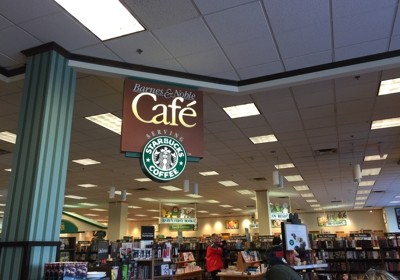 Barnes & Noble
Café
SERVING
STARBUCKS
COFFEE